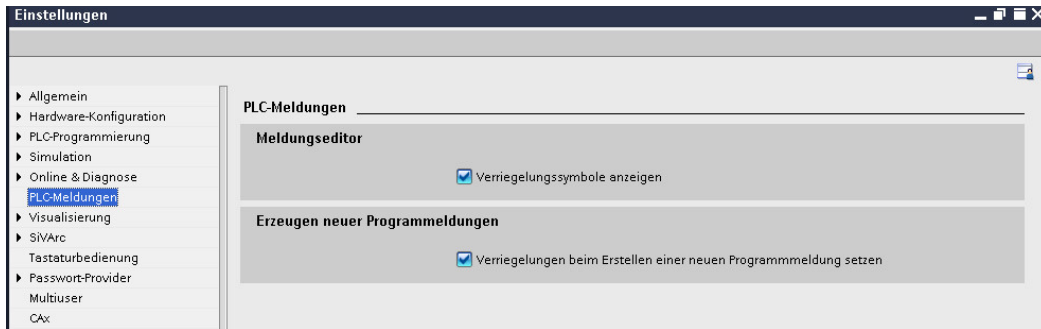 Einstellungen
Allgemein
Hardware-Konfiguration
PLC-Programmierung
Simulation
Online & Diagnose
PLC-Meldungen
Visualisierung
SiVArc
Tastaturbedienung
Passwort-Provider
Multiuser
CAx
PLC-Meldungen
Meldungseditor
Verriegelungssymbole anzeigen
Erzeugen neuer Programmeldungen
Verriegelungen beim Erstellen einer neuen Programmmeldung setzen